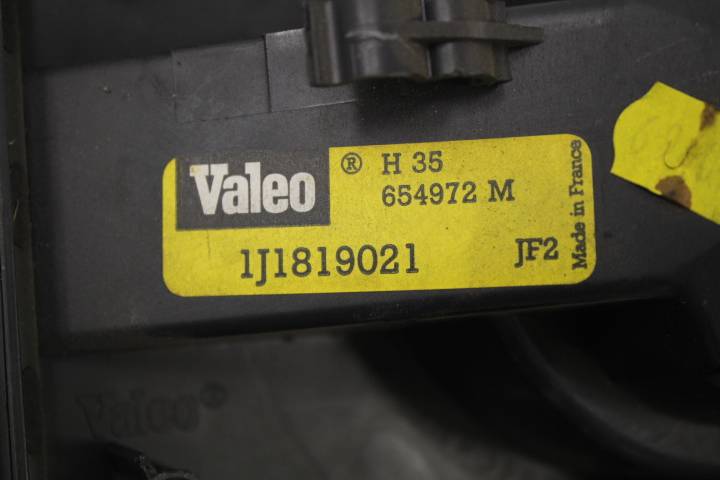 Valeo ® H 35
654972 M
1J1819021 JF2
Made in France
Valeo®